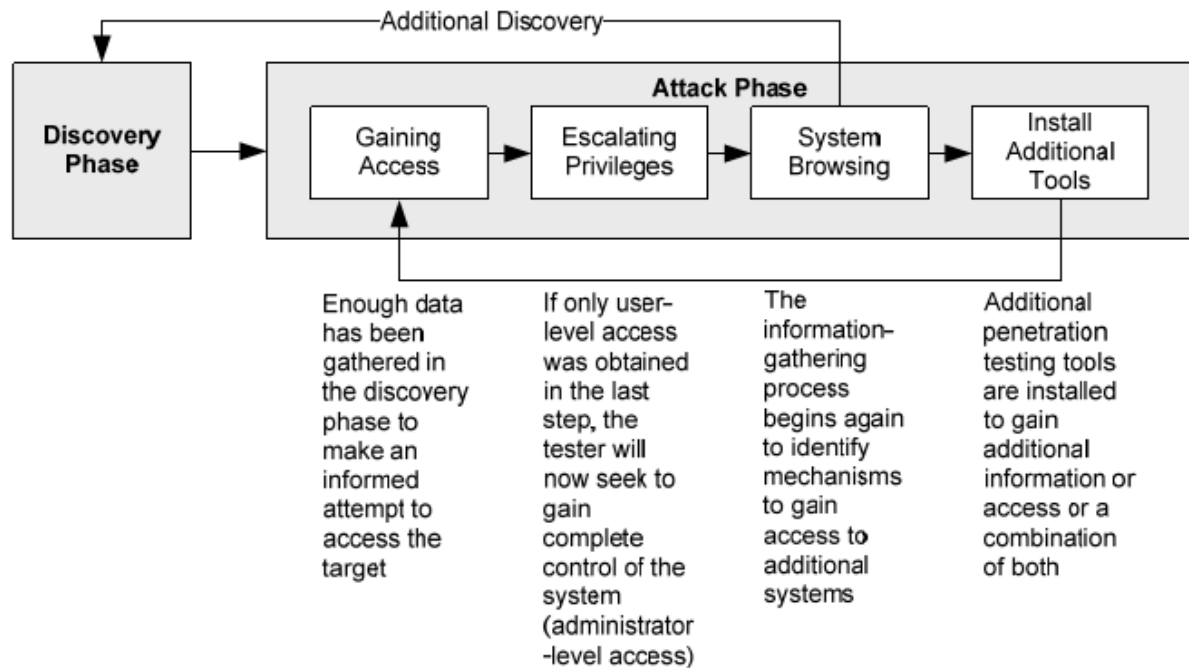 Additional Discovery
Discovery
Phase
Attack Phase
Gaining
Access
Escalating
Privileges
System
Browsing
Install
Additional
Tools
Enough data
has been
gathered in
the discovery
phase to
make an
informed
attempt to
access the
target
If only user-
level access
was obtained
in the last
step, the
tester will
now seek to
gain
complete
control of the
system
(administrator
-level access)
The
information-
gathering
process
begins again
to identify
mechanisms
to gain
access to
additional
systems
Additional
penetration
testing tools
are installed
to gain
additional
information or
access or a
combination
of both